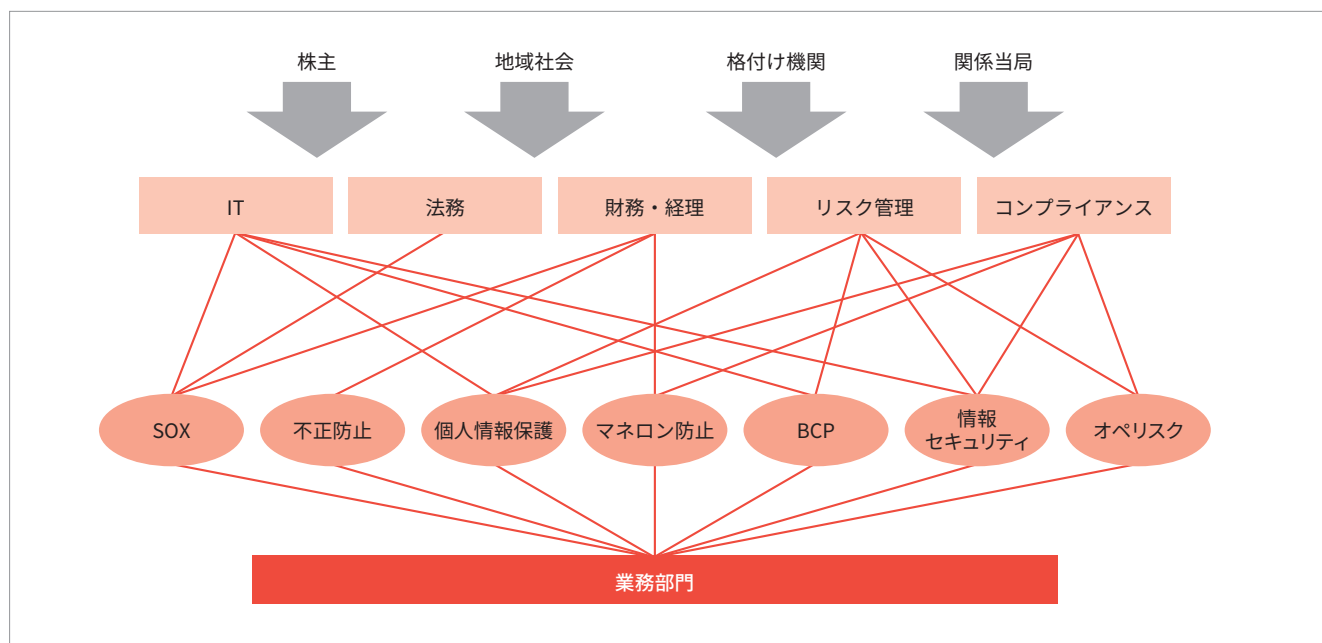 株主
地域社会
格付け機関
関係当局
IT
法務
財務・経理
リスク管理
コンプライアンス
SOX
不正防止
個人情報保護
マネロン防止
BCP
情報
セキュリティ
オペリスク
業務部門